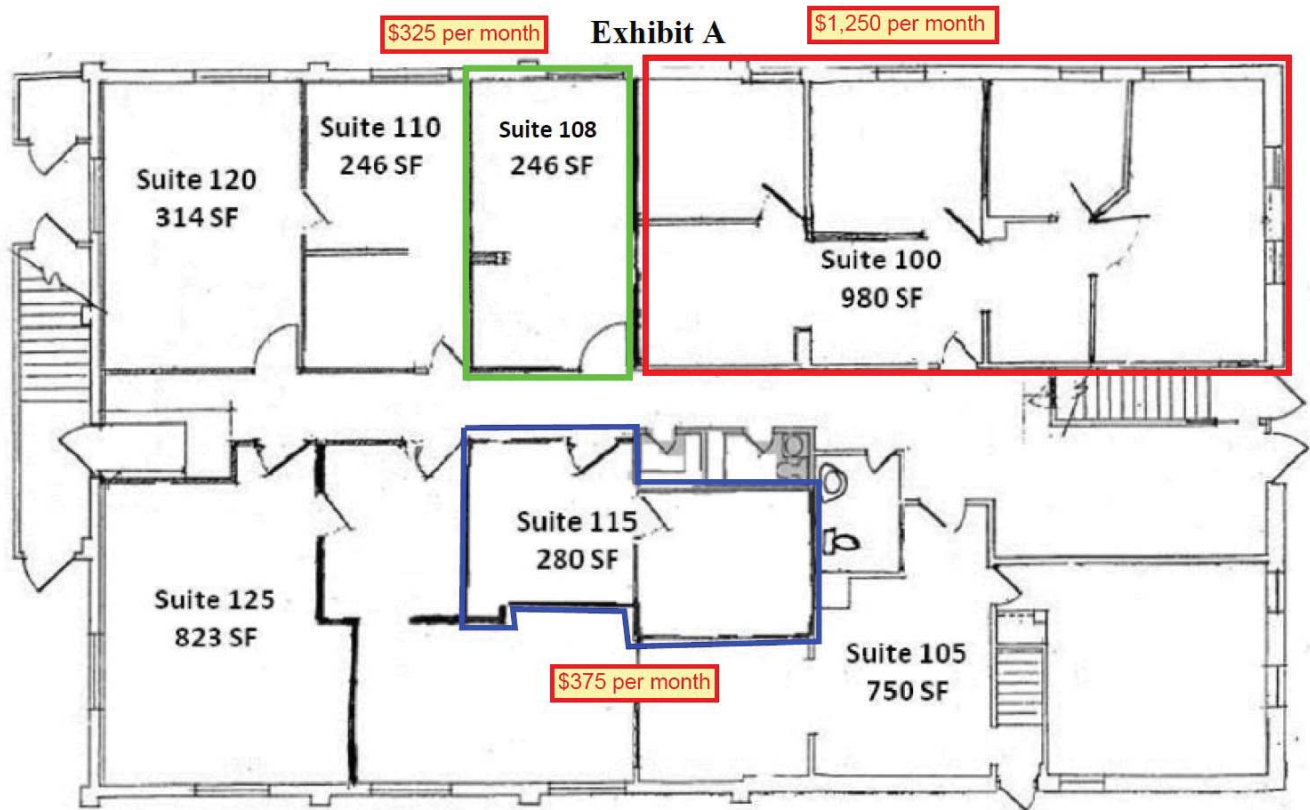 $325 per month
Exhibit A
$1,250 per month
Suite 110
246 SF
Suite 108
246 SF
Suite 120
314 SF
Suite 100
980 SF
Suite 115
280 SF
Suite 125
823 SF
Suite 105
750 SF
$375 per month